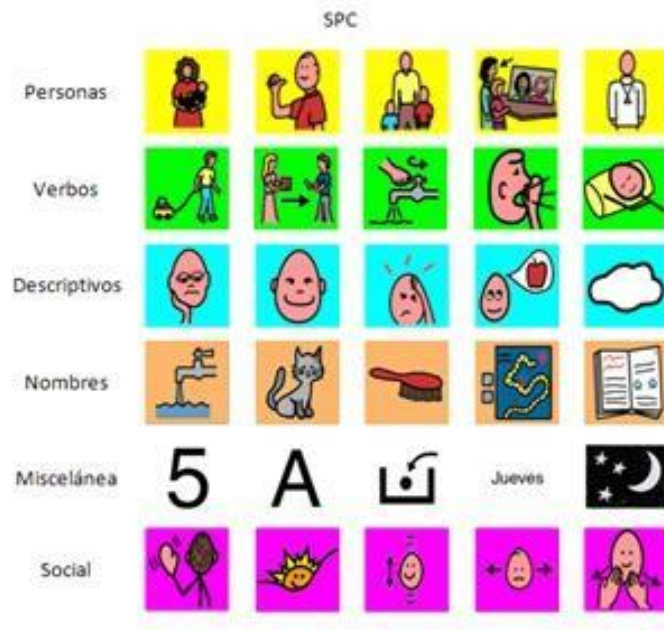 SPC
Personas
Verbos
Descriptivos
Nombres
Miscelánea
5
A
Jueves
Social